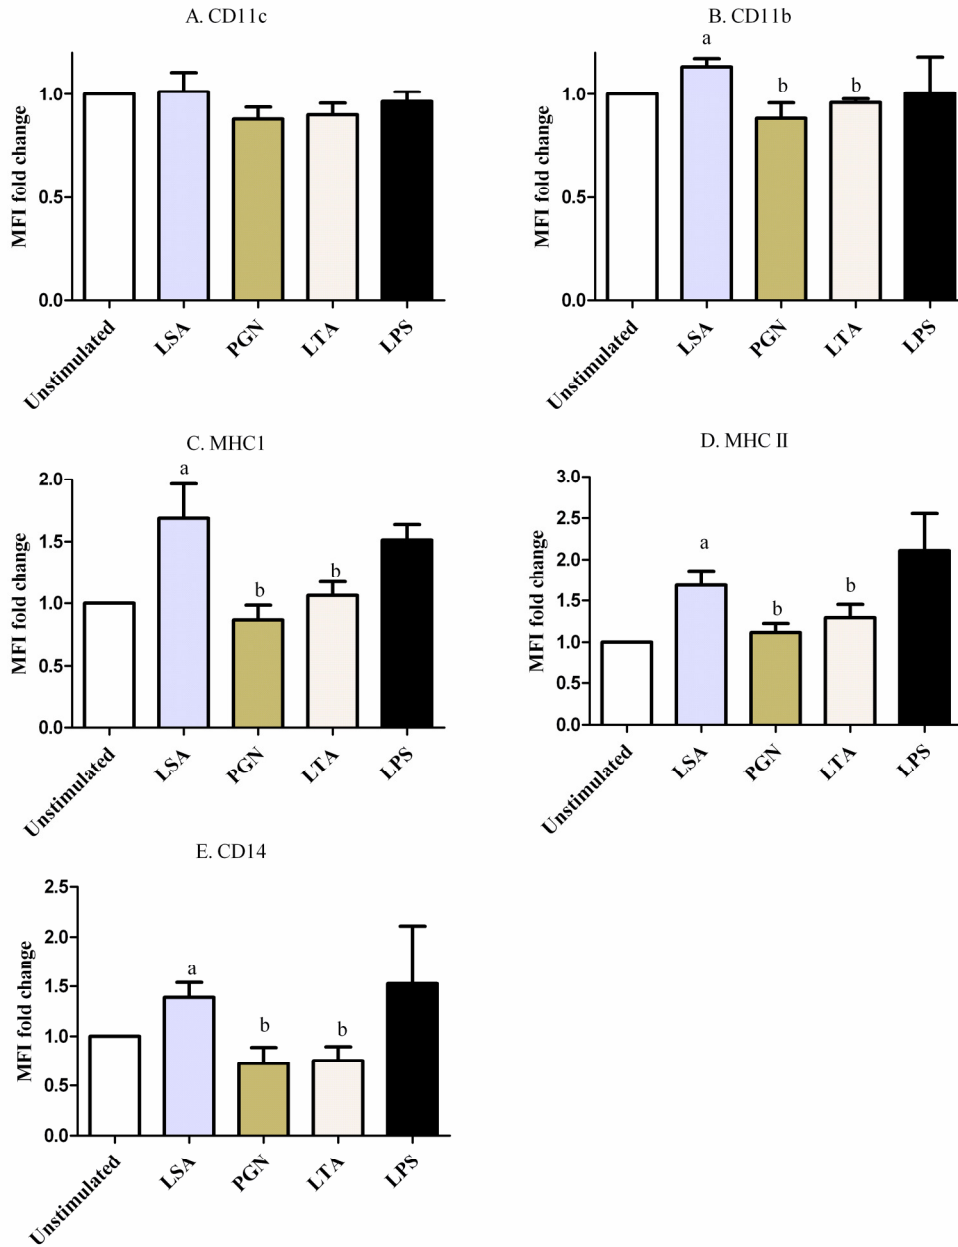 A. CD11c
MFI fold change
1.0
0.5
0.0
Unstimulated
LSA
PGN
LTA
LPS
B. CD11b
MFI fold change
1.0
0.5
0.0
a
b
b
Unstimulated
LSA
PGN
LTA
LPS
C. MHC1
MFI fold change
2.0
1.5
1.0
0.5
0.0
a
b
b
Unstimulated
LSA
PGN
LTA
LPS
D. MHC II
MFI fold change
3.0
2.5
2.0
1.5
1.0
0.5
0.0
a
b
b
Unstimulated
LSA
PGN
LTA
LPS
E. CD14
MFI fold change
2.5
2.0
1.5
1.0
0.5
0.0
a
b
b
Unstimulated
LSA
PGN
LTA
LPS